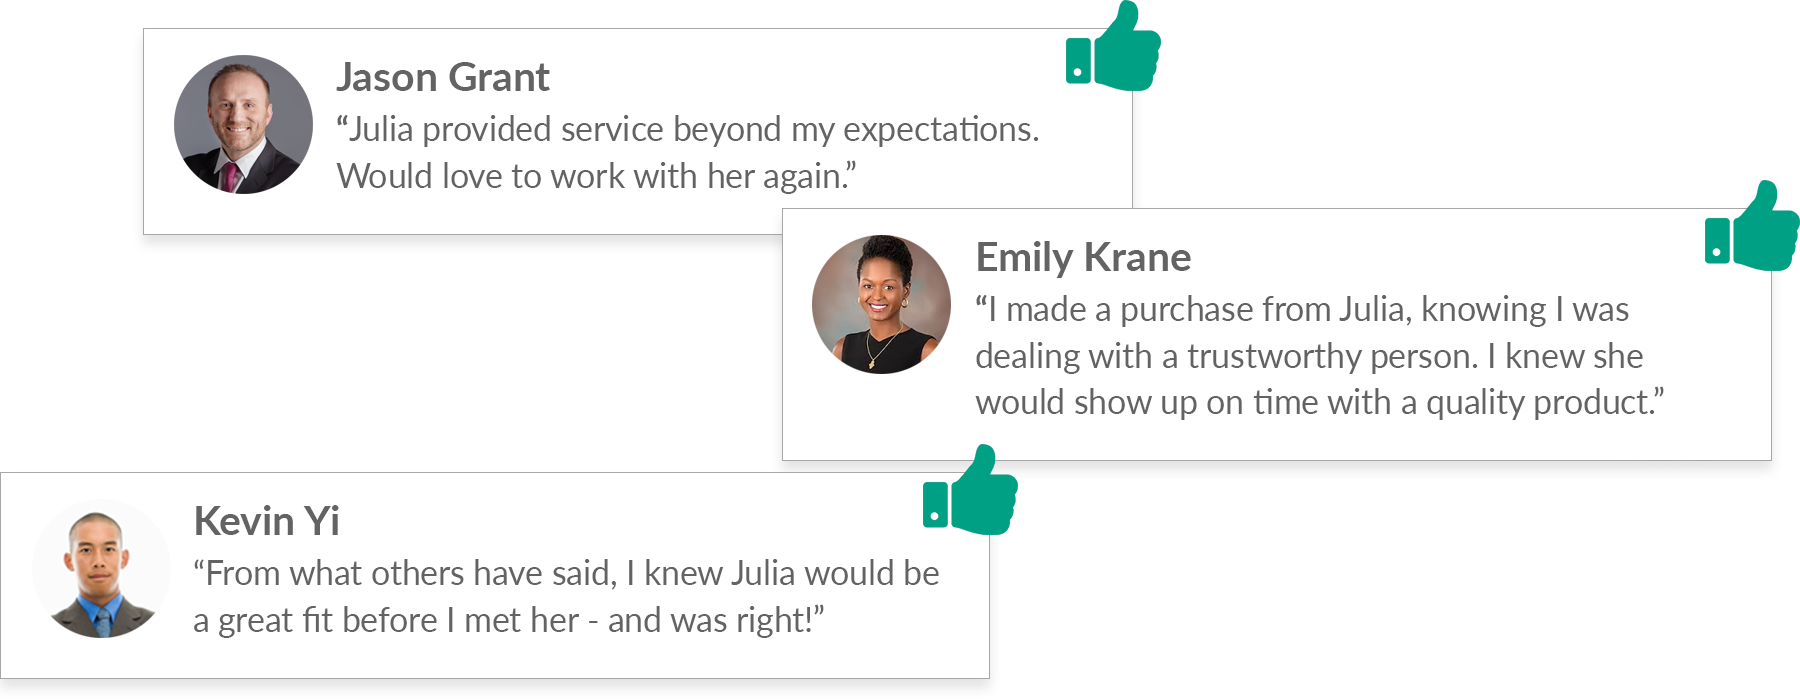 Jason Grant
“Julia provided service beyond my expectations.
Would love to work with her again.”
Emily Krane
“I made a purchase from Julia, knowing I was
dealing with a trustworthy person. I knew she
would show up on time with a quality product.”
Kevin Yi
“From what others have said, I knew Julia would be
a great fit before I met her - and was right!”